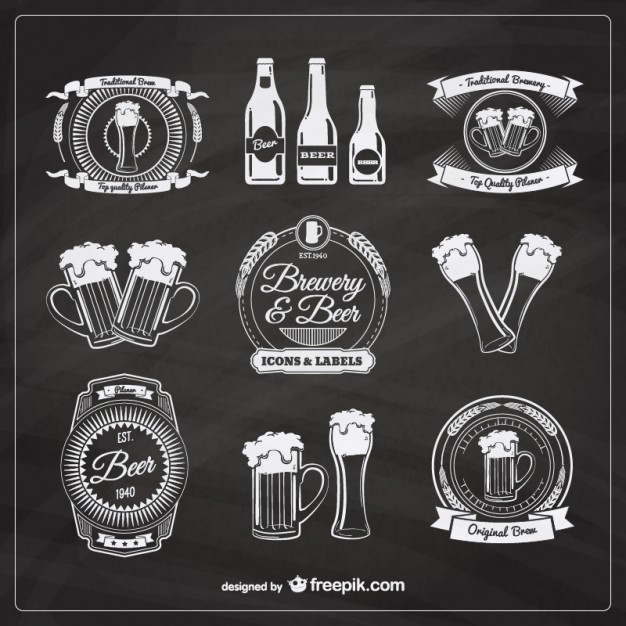 Traditional Brew
Top quality Pilsner
Beer
BEER
BEER
- Traditional Brewery -
- Top Quality Pilsner -
EST.1940
Brewery
& Beer
ICONS & LABELS
Pilsner
EST.
Beer
1940
Original Brew
designed by freepik.com